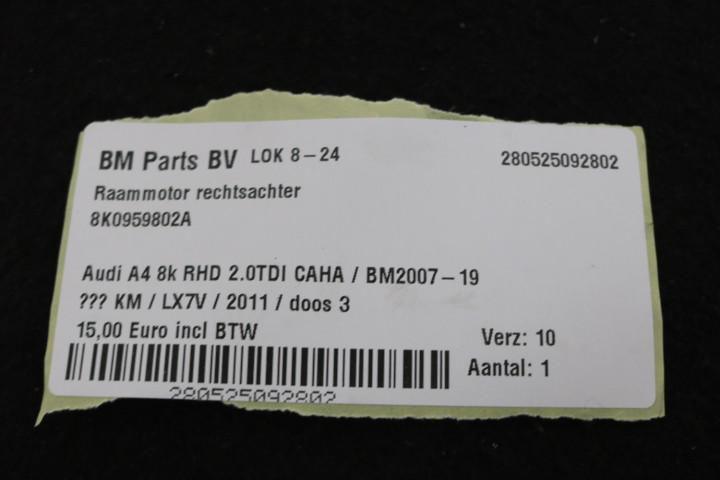 BM Parts BV LOK 8-24 280525092802
Raammotor rechtsachter
8K0959802A
Audi A4 8k RHD 2.0TDI CAHA / BM2007-19
??? KM / LX7V / 2011 / doos 3
15,00 Euro incl BTW
Verz: 10
Aantal: 1
280525092802